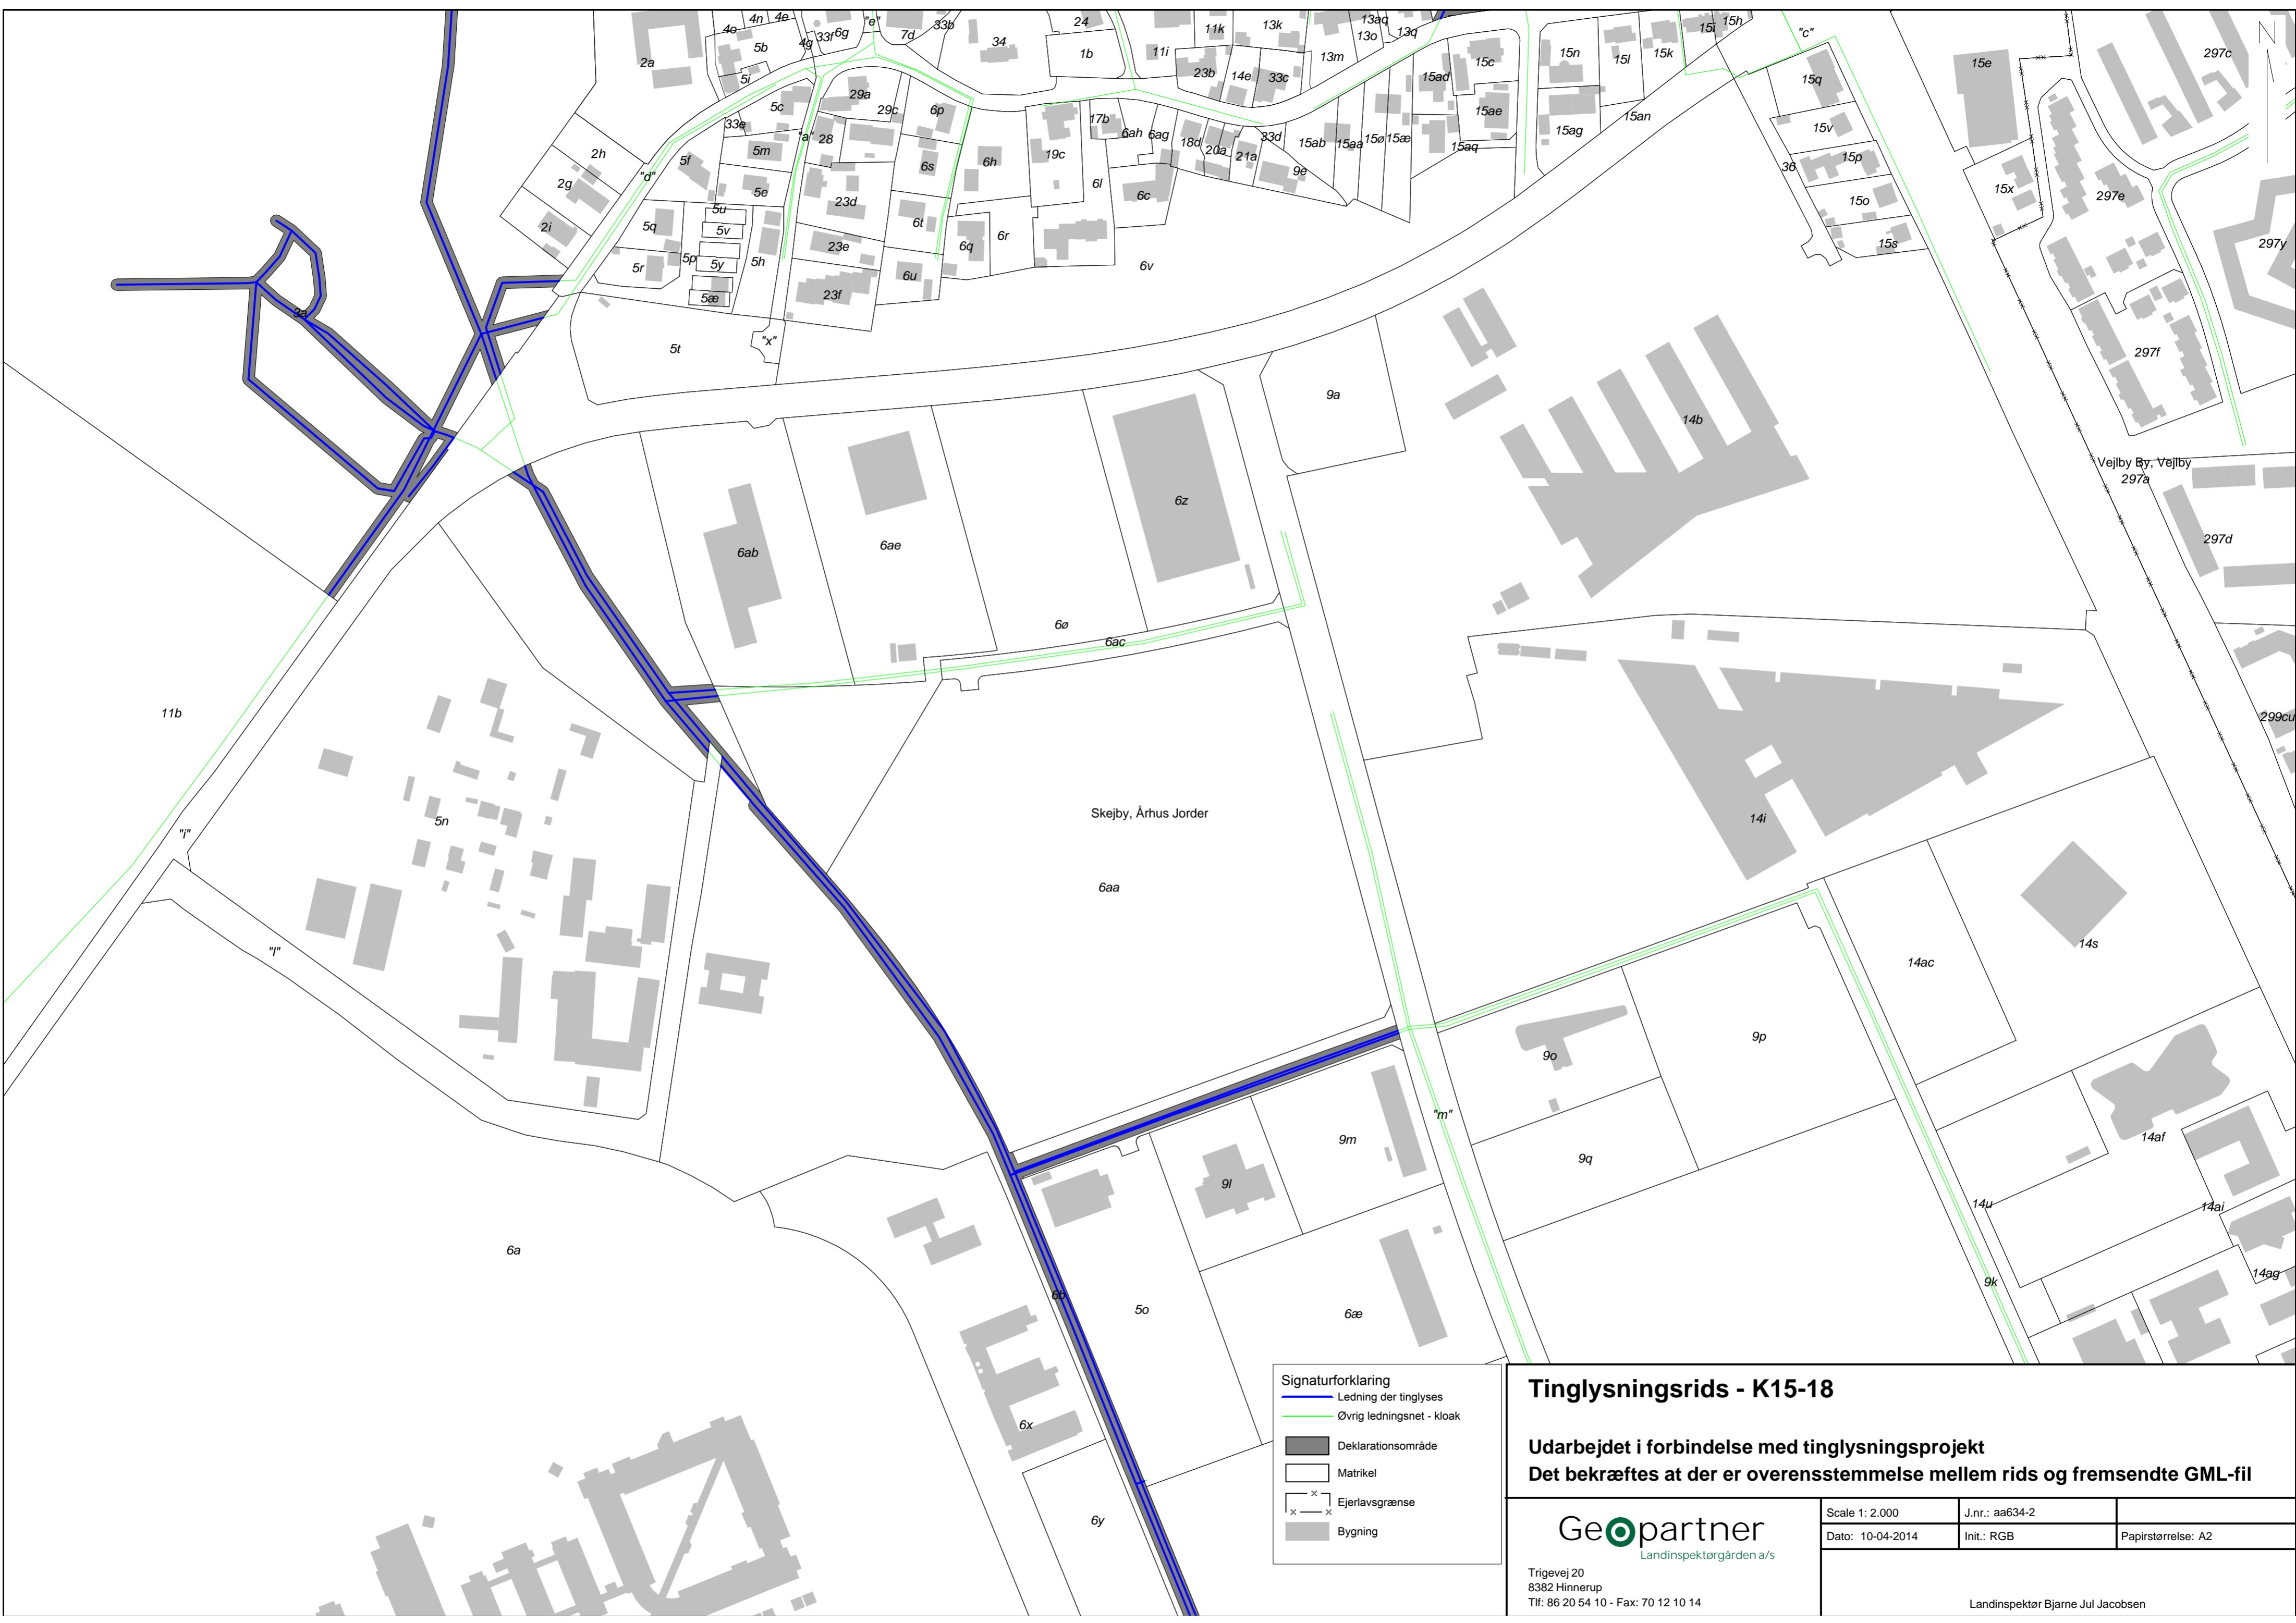 4n 4e "e" 33b 24 13aq 15h "c"
4o 4g 33f 6g 7d 34 11k 13k 13o 13q 15i
2a 5b 1b 11i 13m 15n 15l 15k 15e 297c
5i 23b 14e 33c 15ad 15c 15q
5c 29a 29c 6p 15ae 15an
33e "a" 28 17b 6ah 6ag 18d 20a 21a 33d 15ab 15aa 15ø 15æ 15aq 15ag 15v
2h 5f 5m 6s 6h 19c 9e 36 15p
2g "d" 5e 23d 6l 6c 15o 15x 297e
2i 5q 5u 5v 6t 6q 6r 15s 297y
5r 5p 5y 5h 23e 6u 6v
3a 5æ 23f
5t "x" 297f
9a 14b
Vejlby By, Vejlby
297a
6ab 6ae 6z 297d
6ø 6ac
11b 299cu
"i" 5n Skejby, Århus Jorder 14i
6aa
"l" 14ac 14s
9o 9p
"m" 9m 14af
9l 9q 14u 14ai
6a 6b 5o 6æ 9k 14ag
6x
6y
N
Signaturforklaring
Ledning der tinglyses
Øvrig ledningsnet - kloak
Deklarationsområde
Matrikel
Ejerlavsgrænse
Bygning
Tinglysningsrids - K15-18
Udarbejdet i forbindelse med tinglysningsprojekt
Det bekræftes at der er overensstemmelse mellem rids og fremsendte GML-fil
Geopartner
Landinspektørgården a/s
Trigevej 20
8382 Hinnerup
Tlf: 86 20 54 10 - Fax: 70 12 10 14
Scale 1: 2.000 J.nr.: aa634-2
Dato: 10-04-2014 Init.: RGB Papirstørrelse: A2
Landinspektør Bjarne Jul Jacobsen